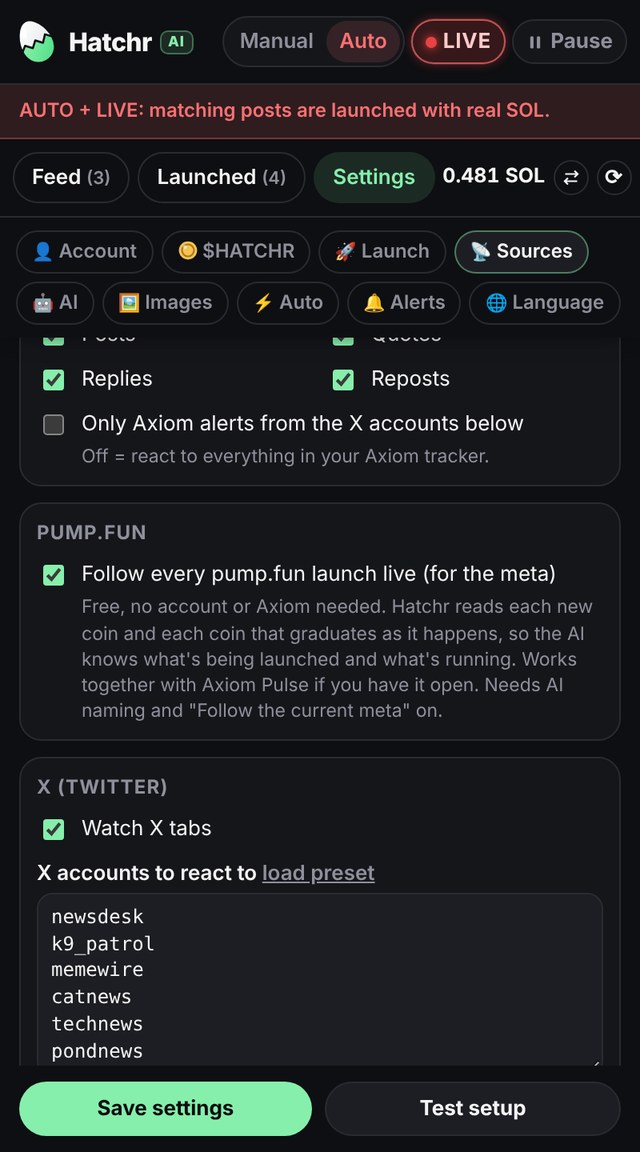 Hatchr AI
Manual Auto LIVE Pause
AUTO + LIVE: matching posts are launched with real SOL.
Feed (3) Launched (4) Settings 0.481 SOL
Account $HATCHR Launch Sources
AI Images Auto Alerts Language
Posts Quotes
Replies Reposts
Only Axiom alerts from the X accounts below
Off = react to everything in your Axiom tracker.
PUMP.FUN
Follow every pump.fun launch live (for the meta)
Free, no account or Axiom needed. Hatchr reads each new
coin and each coin that graduates as it happens, so the AI
knows what's being launched and what's running. Works
together with Axiom Pulse if you have it open. Needs AI
naming and "Follow the current meta" on.
X (TWITTER)
Watch X tabs
X accounts to react to load preset
newsdesk
k9_patrol
memewire
catnews
technews
pondnews
Save settings Test setup